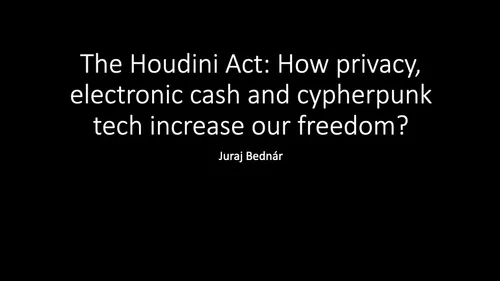 The Houdini Act: How privacy,
electronic cash and cypherpunk
tech increase our freedom?
Juraj Bednár